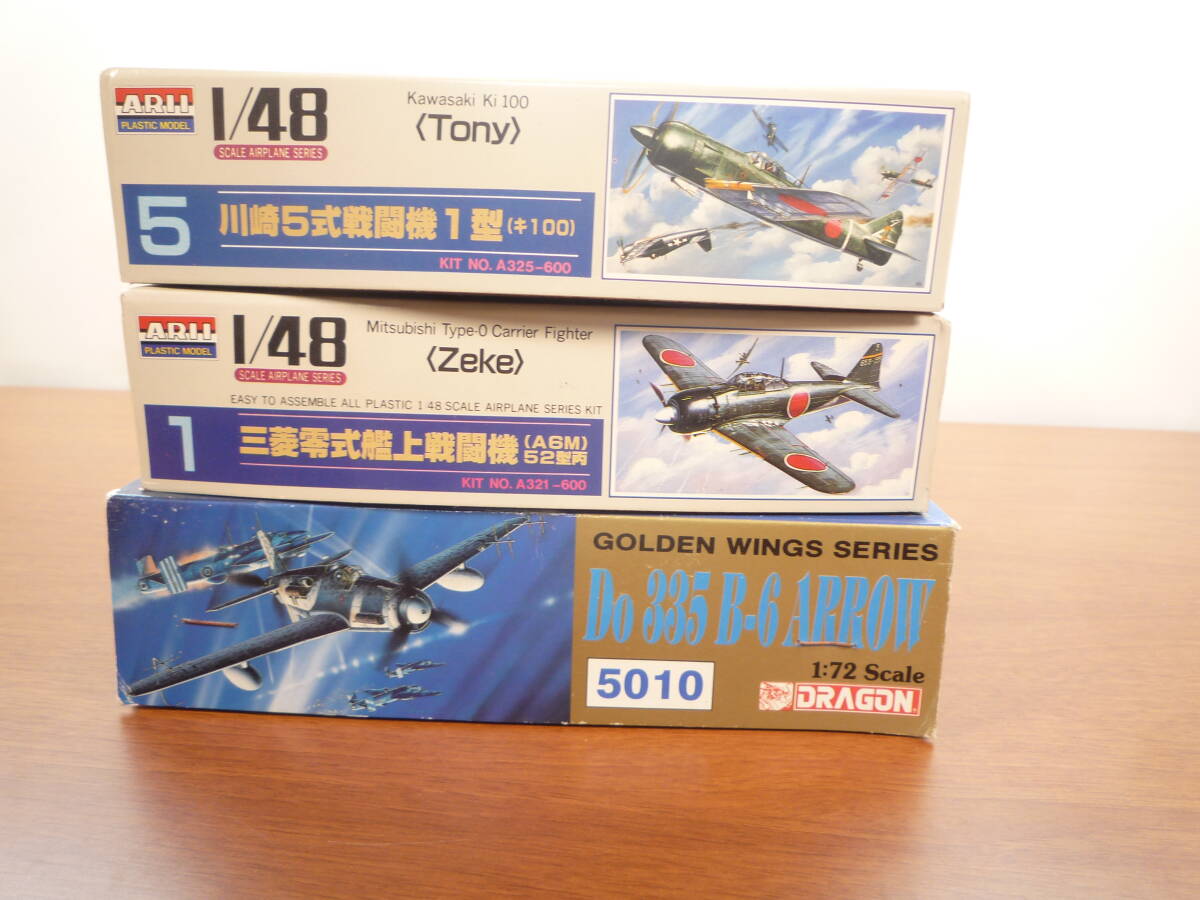 ARII
PLASTIC MODEL
1/48
SCALE AIRPLANE SERIES
Kawasaki Ki 100
〈Tony〉
5
川崎5式戦闘機1型(キ100)
KIT NO. A325-600
ARII
PLASTIC MODEL
1/48
SCALE AIRPLANE SERIES
Mitsubishi Type-0 Carrier Fighter
〈Zeke〉
EASY TO ASSEMBLE ALL PLASTIC 1/48 SCALE AIRPLANE SERIES KIT
1
三菱零式艦上戦闘機
(A6M)
52型丙
KIT NO. A321-600
GOLDEN WINGS SERIES
Do 335 B-6 ARROW
1:72 Scale
5010
DRAGON